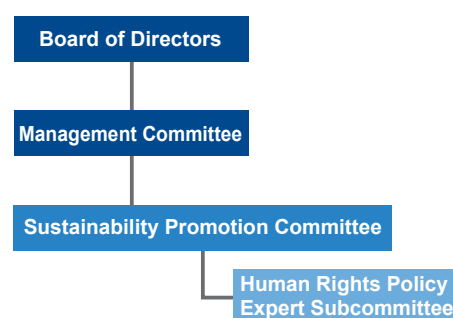 Board of Directors
Management Committee
Sustainability Promotion Committee
Human Rights Policy
Expert Subcommittee